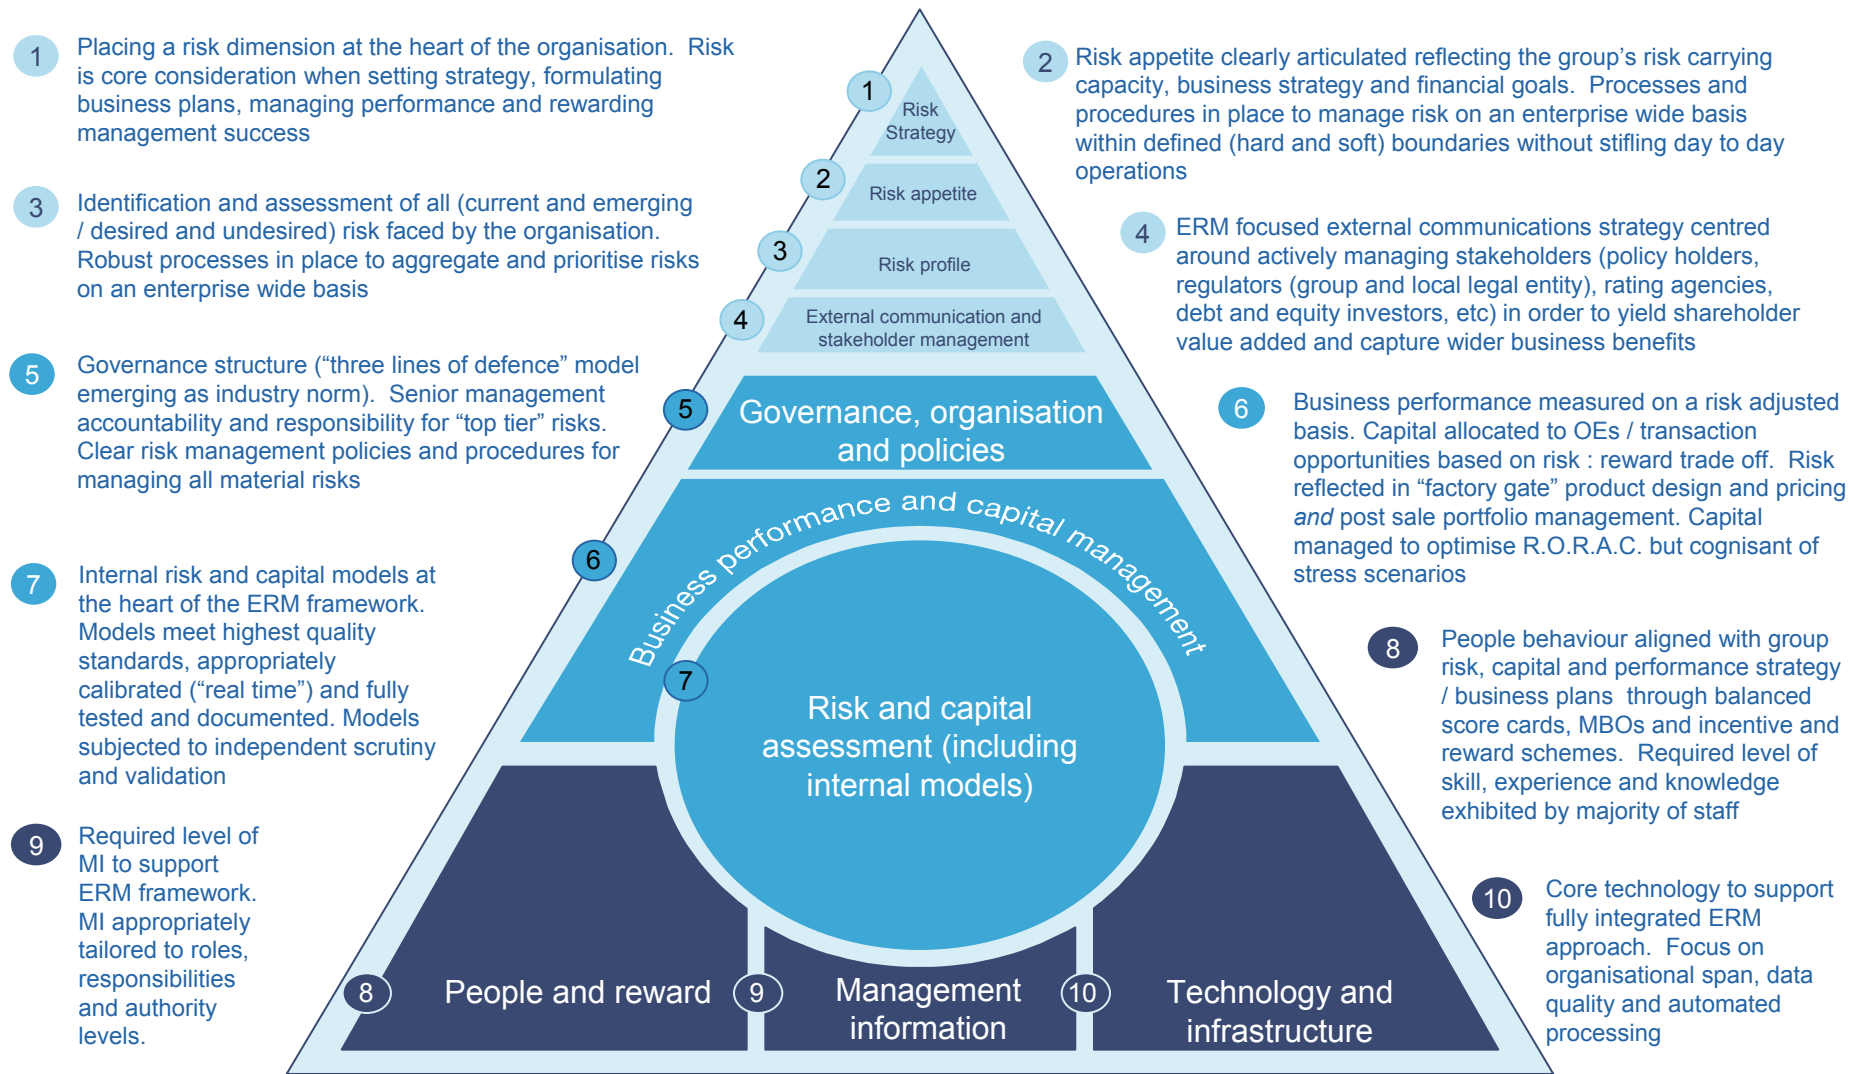 1
Placing a risk dimension at the heart of the organisation.  Risk
is core consideration when setting strategy, formulating
business plans, managing performance and rewarding
management success
2
Risk appetite clearly articulated reflecting the group’s risk carrying
capacity, business strategy and financial goals.  Processes and
procedures in place to manage risk on an enterprise wide basis
within defined (hard and soft) boundaries without stifling day to day
operations
3
Identification and assessment of all (current and emerging
/ desired and undesired) risk faced by the organisation.
Robust processes in place to aggregate and prioritise risks
on an enterprise wide basis
4
ERM focused external communications strategy centred
around actively managing stakeholders (policy holders,
regulators (group and local legal entity), rating agencies,
debt and equity investors, etc) in order to yield shareholder
value added and capture wider business benefits
5
Governance structure (“three lines of defence” model
emerging as industry norm).  Senior management
accountability and responsibility for “top tier” risks.
Clear risk management policies and procedures for
managing all material risks
6
Business performance measured on a risk adjusted
basis. Capital allocated to OEs / transaction
opportunities based on risk : reward trade off.  Risk
reflected in “factory gate” product design and pricing
and post sale portfolio management. Capital
managed to optimise R.O.R.A.C. but cognisant of
stress scenarios
7
Internal risk and capital models at
the heart of the ERM framework.
Models meet highest quality
standards, appropriately
calibrated (“real time”) and fully
tested and documented. Models
subjected to independent scrutiny
and validation
8
People behaviour aligned with group
risk, capital and performance strategy
/ business plans  through balanced
score cards, MBOs and incentive and
reward schemes.  Required level of
skill, experience and knowledge
exhibited by majority of staff
9
Required level of
MI to support
ERM framework.
MI appropriately
tailored to roles,
responsibilities
and authority
levels.
10
Core technology to support
fully integrated ERM
approach.  Focus on
organisational span, data
quality and automated
processing
1
Risk
Strategy
2
Risk appetite
3
Risk profile
4
External communication and
stakeholder management
5
Governance, organisation
and policies
6
Business performance and capital management
7
Risk and capital
assessment (including
internal models)
8
People and reward
9
Management
information
10
Technology and
infrastructure